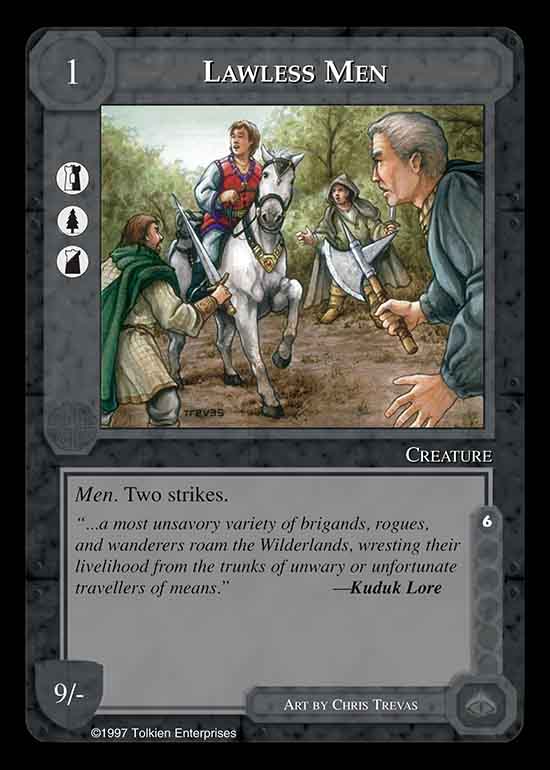 1
LAWLESS MEN
TREVAS
CREATURE
Men. Two strikes.
“...a most unsavory variety of brigands, rogues,
and wanderers roam the Wilderlands, wresting their
livelihood from the trunks of unwary or unfortunate
travellers of means.” —Kuduk Lore
6
9/-
ART BY CHRIS TREVAS
©1997 Tolkien Enterprises